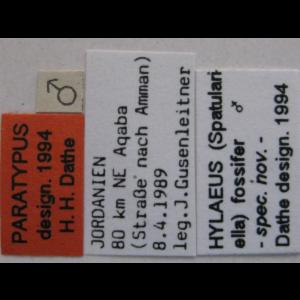 ♂
PARATYPUS
design. 1994
H. H. Dathe
JORDANIEN
80 km NE Aqaba
(Straße nach Amman)
8.4.1989
leg.J.Gusenleitner
HYLAEUS (Spatulari
ella) fossifer ♂
- spec. nov. -
Dathe design. 1994